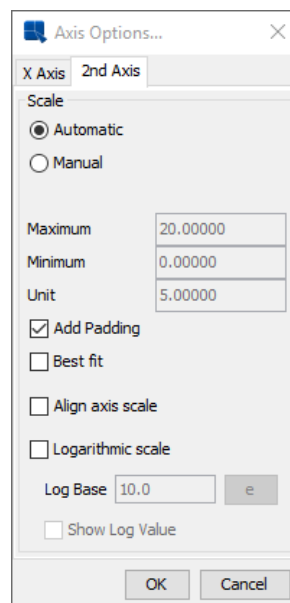 Axis Options...
X Axis 2nd Axis
Scale
Automatic
Manual
Maximum 20.00000
Minimum 0.00000
Unit 5.00000
Add Padding
Best fit
Align axis scale
Logarithmic scale
Log Base 10.0 e
Show Log Value
OK Cancel